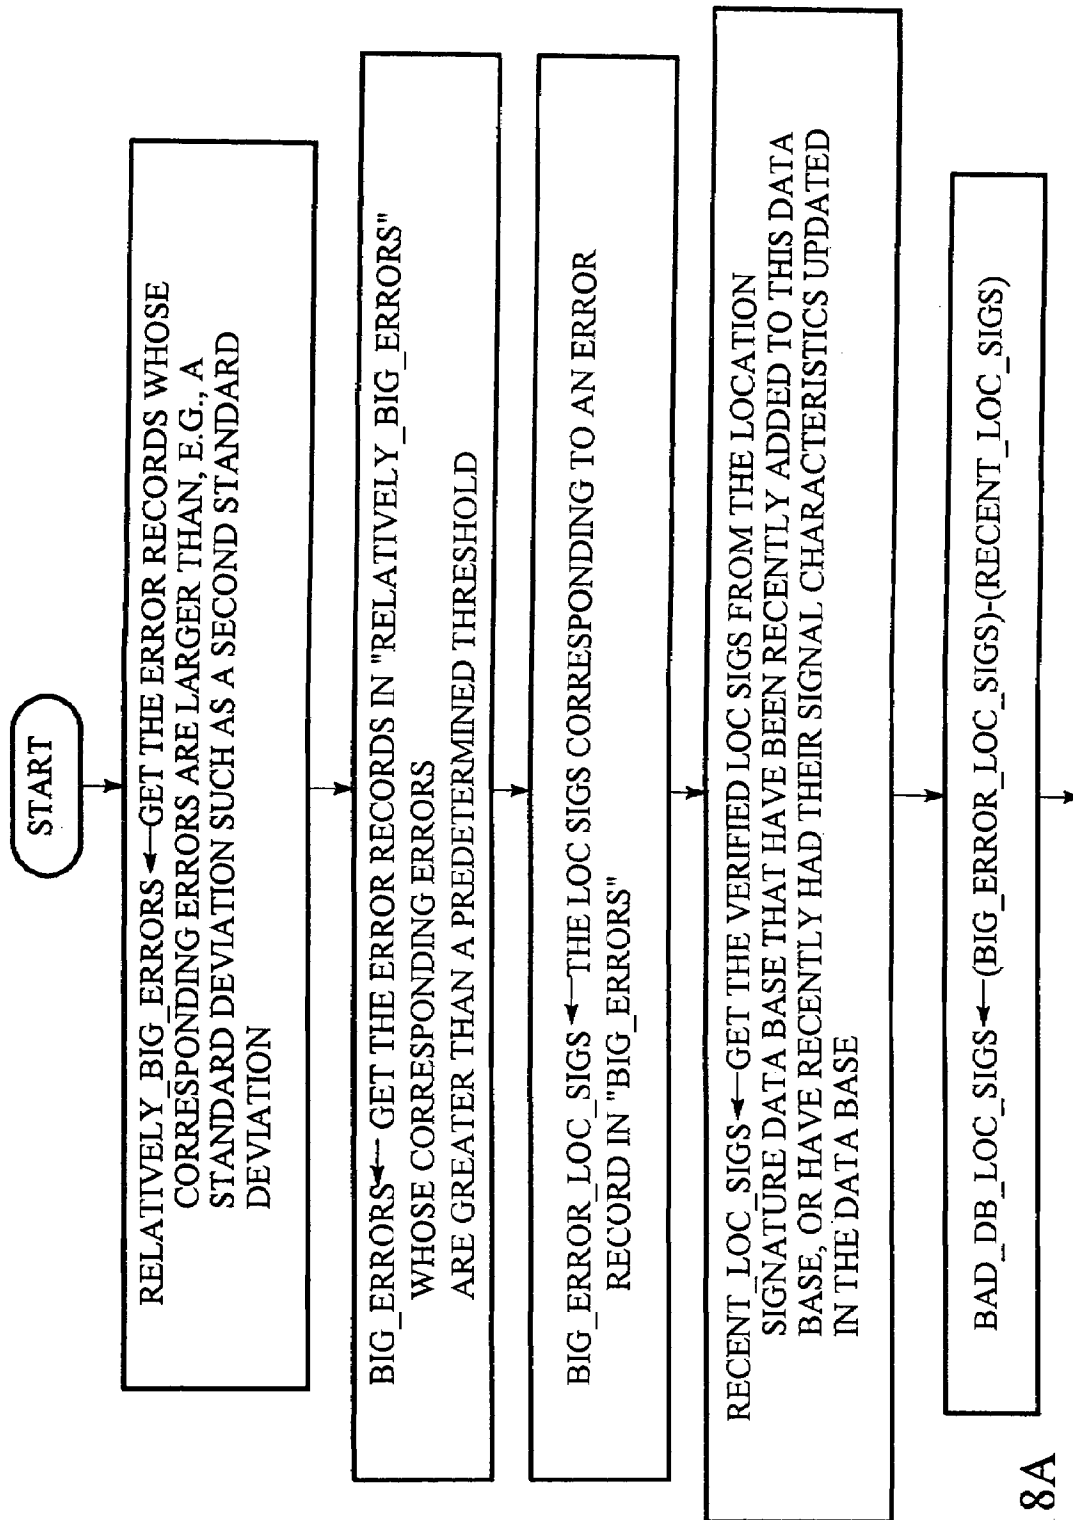 START
RELATIVELY_BIG_ERRORS ← GET THE ERROR RECORDS WHOSE
CORRESPONDING ERRORS ARE LARGER THAN, E.G., A
STANDARD DEVIATION SUCH AS A SECOND STANDARD
DEVIATION
BIG_ERRORS ← GET THE ERROR RECORDS IN "RELATIVELY_BIG_ERRORS"
WHOSE CORRESPONDING ERRORS
ARE GREATER THAN A PREDETERMINED THRESHOLD
BIG_ERROR_LOC_SIGS ← THE LOC SIGS CORRESPONDING TO AN ERROR
RECORD IN "BIG_ERRORS"
RECENT_LOC_SIGS ← GET THE VERIFIED LOC SIGS FROM THE LOCATION
SIGNATURE DATA BASE THAT HAVE BEEN RECENTLY ADDED TO THIS DATA
BASE, OR HAVE RECENTLY HAD THEIR SIGNAL CHARACTERISTICS UPDATED
IN THE DATA BASE
BAD_DB_LOC_SIGS ← (BIG_ERROR_LOC_SIGS)-(RECENT_LOC_SIGS)
8A